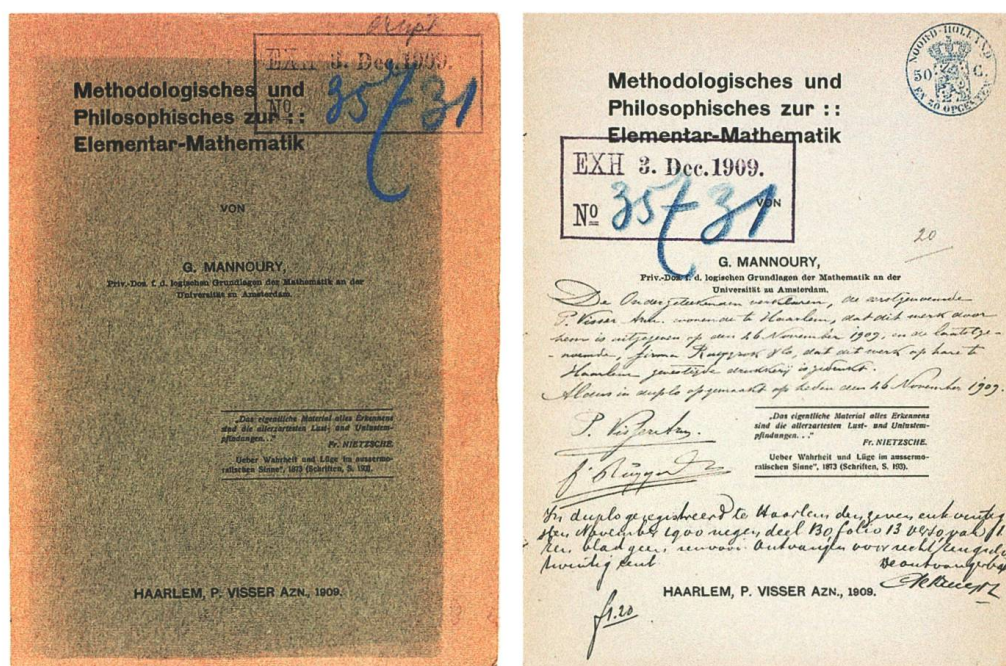 EXH 3. Dec. 1909.
No 35731
Methodologisches und
Philosophisches zur ::
Elementar-Mathematik
VON
G. MANNOURY,
Priv.-Doz. f. d. logischen Grundlagen der Mathematik an der
Universität zu Amsterdam.
„Das eigentliche Material alles Erkennens
sind die allerzartesten Lust- und Unlustem-
pfindungen. . ."
Fr. NIETZSCHE.
Ueber Wahrheit und Lüge im aussermo-
ralischen Sinne", 1873 (Schriften, S. 193).
HAARLEM, P. VISSER AZN., 1909.
NOORD-HOLLAND
50 C.
EN 20 OPCENTEN
Methodologisches und
Philosophisches zur ::
Elementar-Mathematik
EXH 3. Dec. 1909.
No 35731
VON
20
G. MANNOURY,
Priv.-Doz. f. d. logischen Grundlagen der Mathematik an der
Universität zu Amsterdam.
De Ondergeteekenden verklaren, de eerstgenoemde
P. Visser Azn. wonende te Haarlem, dat dit werk door
hem is uitgegeven op den 26 November 1909, en de laatstge-
noemde, firma Ruygrok & Co, dat dit werk op hare te
Haarlem gevestigde drukkerij is gedrukt.
Aldus in duplo opgemaakt op heden den 26 November 1909.
P. Visser Azn.
„Das eigentliche Material alles Erkennens
sind die allerzartesten Lust- und Unlustem-
pfindungen. . ."
Fr. NIETZSCHE.
Ueber Wahrheit und Lüge im aussermo-
ralischen Sinne", 1873 (Schriften, S. 193).
In duplo geregistreerd te Haarlem den zeven en twintig
sten November 1900 negen deel 130 folio 13 verso vak
een blad geen renvooi. Ontvangen voor recht
twintig cent
De ontvanger
HAARLEM, P. VISSER AZN., 1909.
f 1.20